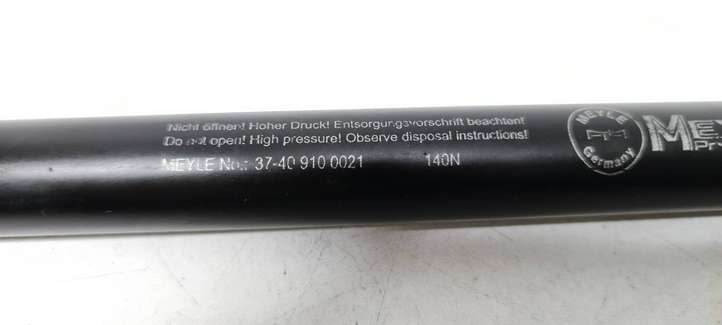 Nicht öffnen! Hoher Druck! Entsorgungsvorschrift beachten!
Do not open! High pressure! Observe disposal instructions!
MEYLE No.: 37-40 910 0021 140N
MEYLE
Germany